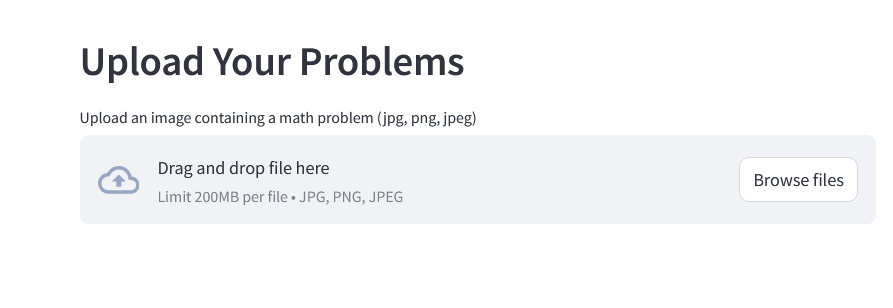 Upload Your Problems
Upload an image containing a math problem (jpg, png, jpeg)
Drag and drop file here
Limit 200MB per file • JPG, PNG, JPEG
Browse files